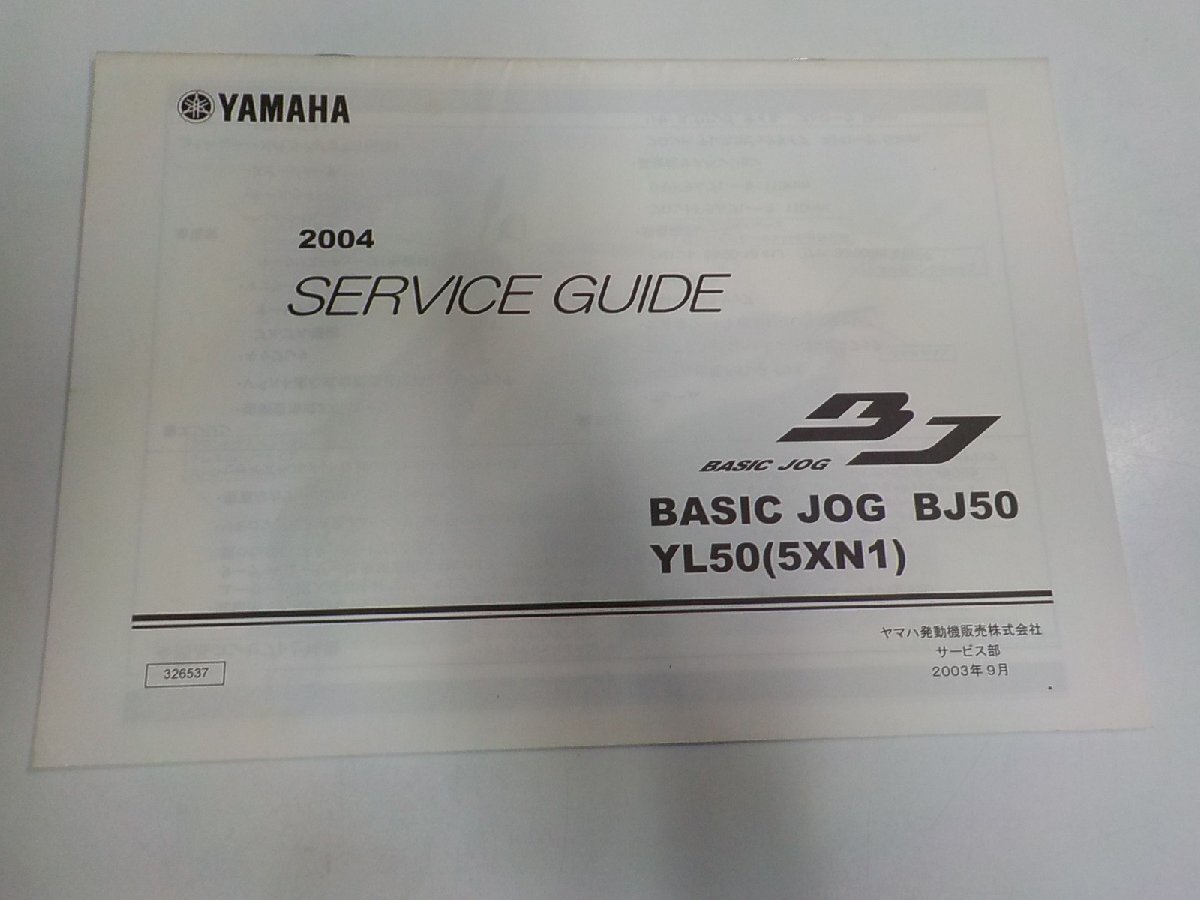 YAMAHA
2004
SERVICE GUIDE
BJ
BASIC JOG
BASIC JOG BJ50
YL50(5XN1)
ヤマハ発動機販売株式会社
サービス部
2003年9月
326537